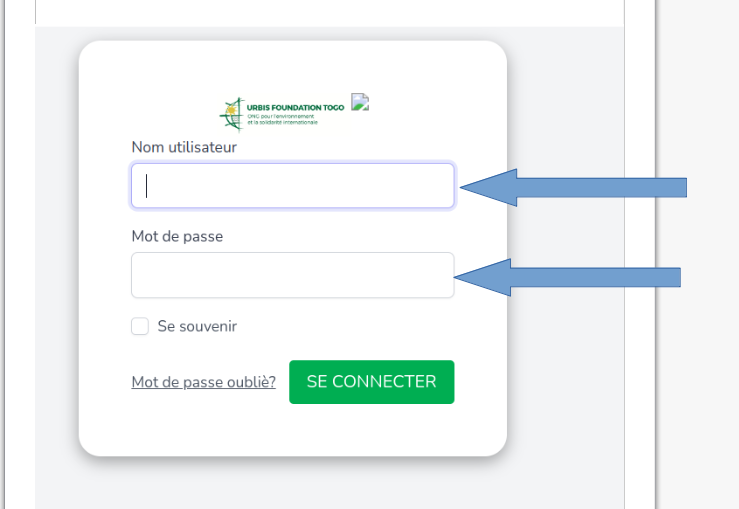 URBIS FOUNDATION TOGO
ONG pour l'environnement
et la solidarité internationale
Nom utilisateur
Mot de passe
Se souvenir
Mot de passe oubliè?
SE CONNECTER